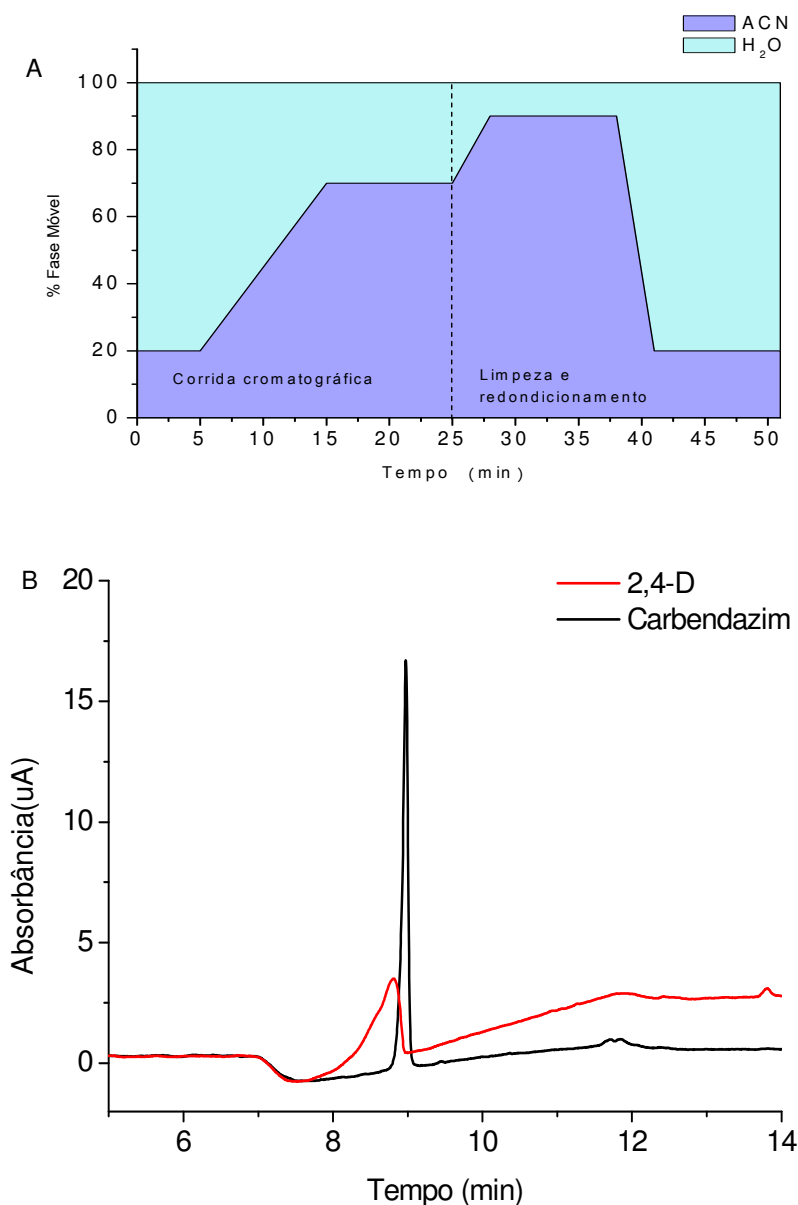 ACN
H₂O
A
100
80
60
40
20
0
% Fase Móvel
Corrida cromatográfica
Limpeza e
redondicionamento
0 5 10 15 20 25 30 35 40 45 50
Tempo (min)
B
2,4-D
Carbendazim
20
15
10
5
0
Absorbância(uA)
6 8 10 12 14
Tempo (min)